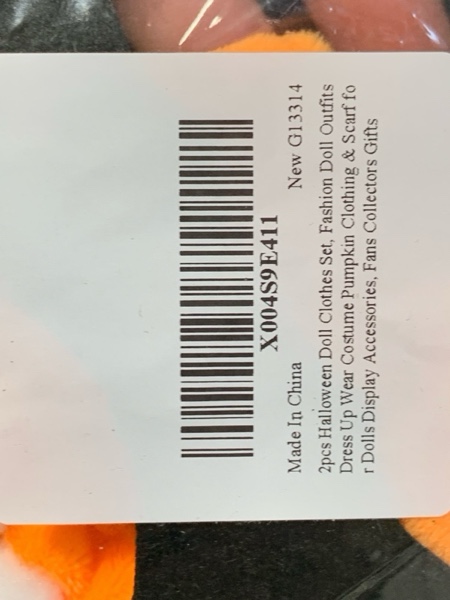 X004S9E411
Made In China New G13314
2pcs Halloween Doll Clothes Set, Fashion Doll Outfits
Dress Up Wear Costume Pumpkin Clothing & Scarf fo
r Dolls Display Accessories, Fans Collectors Gifts